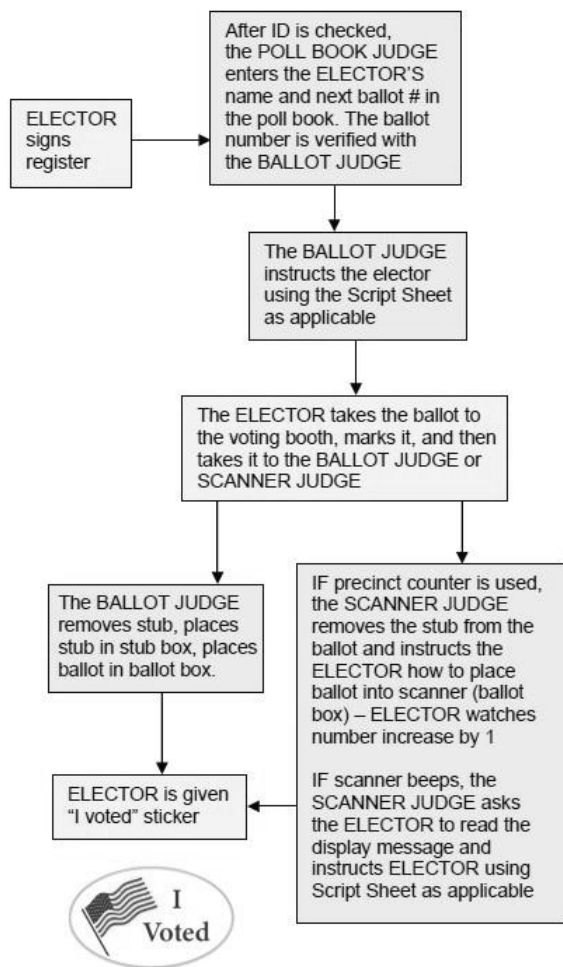 ELECTOR
signs
register
After ID is checked,
the POLL BOOK JUDGE
enters the ELECTOR'S
name and next ballot # in
the poll book. The ballot
number is verified with
the BALLOT JUDGE
The BALLOT JUDGE
instructs the elector
using the Script Sheet
as applicable
The ELECTOR takes the ballot to
the voting booth, marks it, and then
takes it to the BALLOT JUDGE or
SCANNER JUDGE
The BALLOT JUDGE
removes stub, places
stub in stub box, places
ballot in ballot box.
IF precinct counter is used,
the SCANNER JUDGE
removes the stub from the
ballot and instructs the
ELECTOR how to place
ballot into scanner (ballot
box) – ELECTOR watches
number increase by 1
IF scanner beeps, the
SCANNER JUDGE asks
the ELECTOR to read the
display message and
instructs ELECTOR using
Script Sheet as applicable
ELECTOR is given
“I voted” sticker
I
Voted